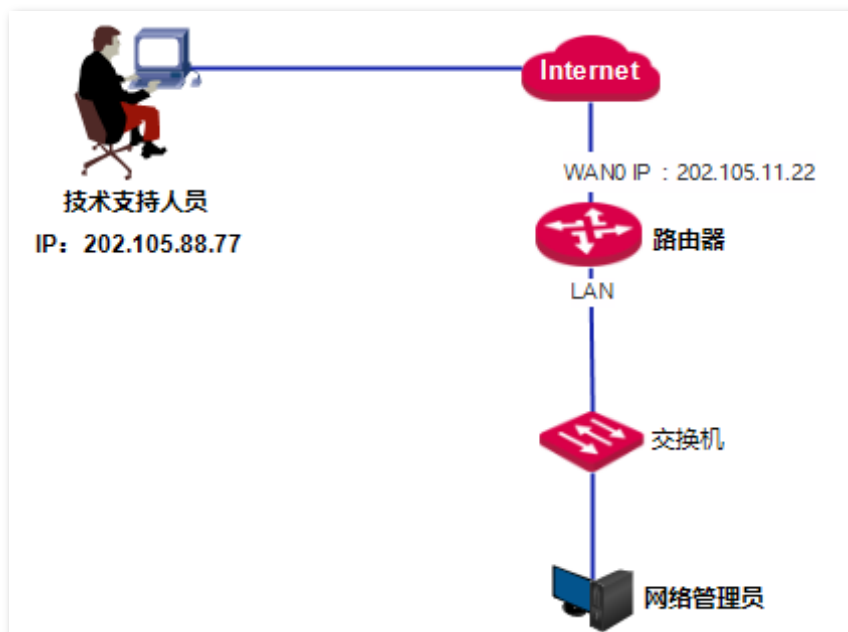 Internet
WAN0 IP ：202.105.11.22
技术支持人员
IP：202.105.88.77
路由器
LAN
交换机
网络管理员